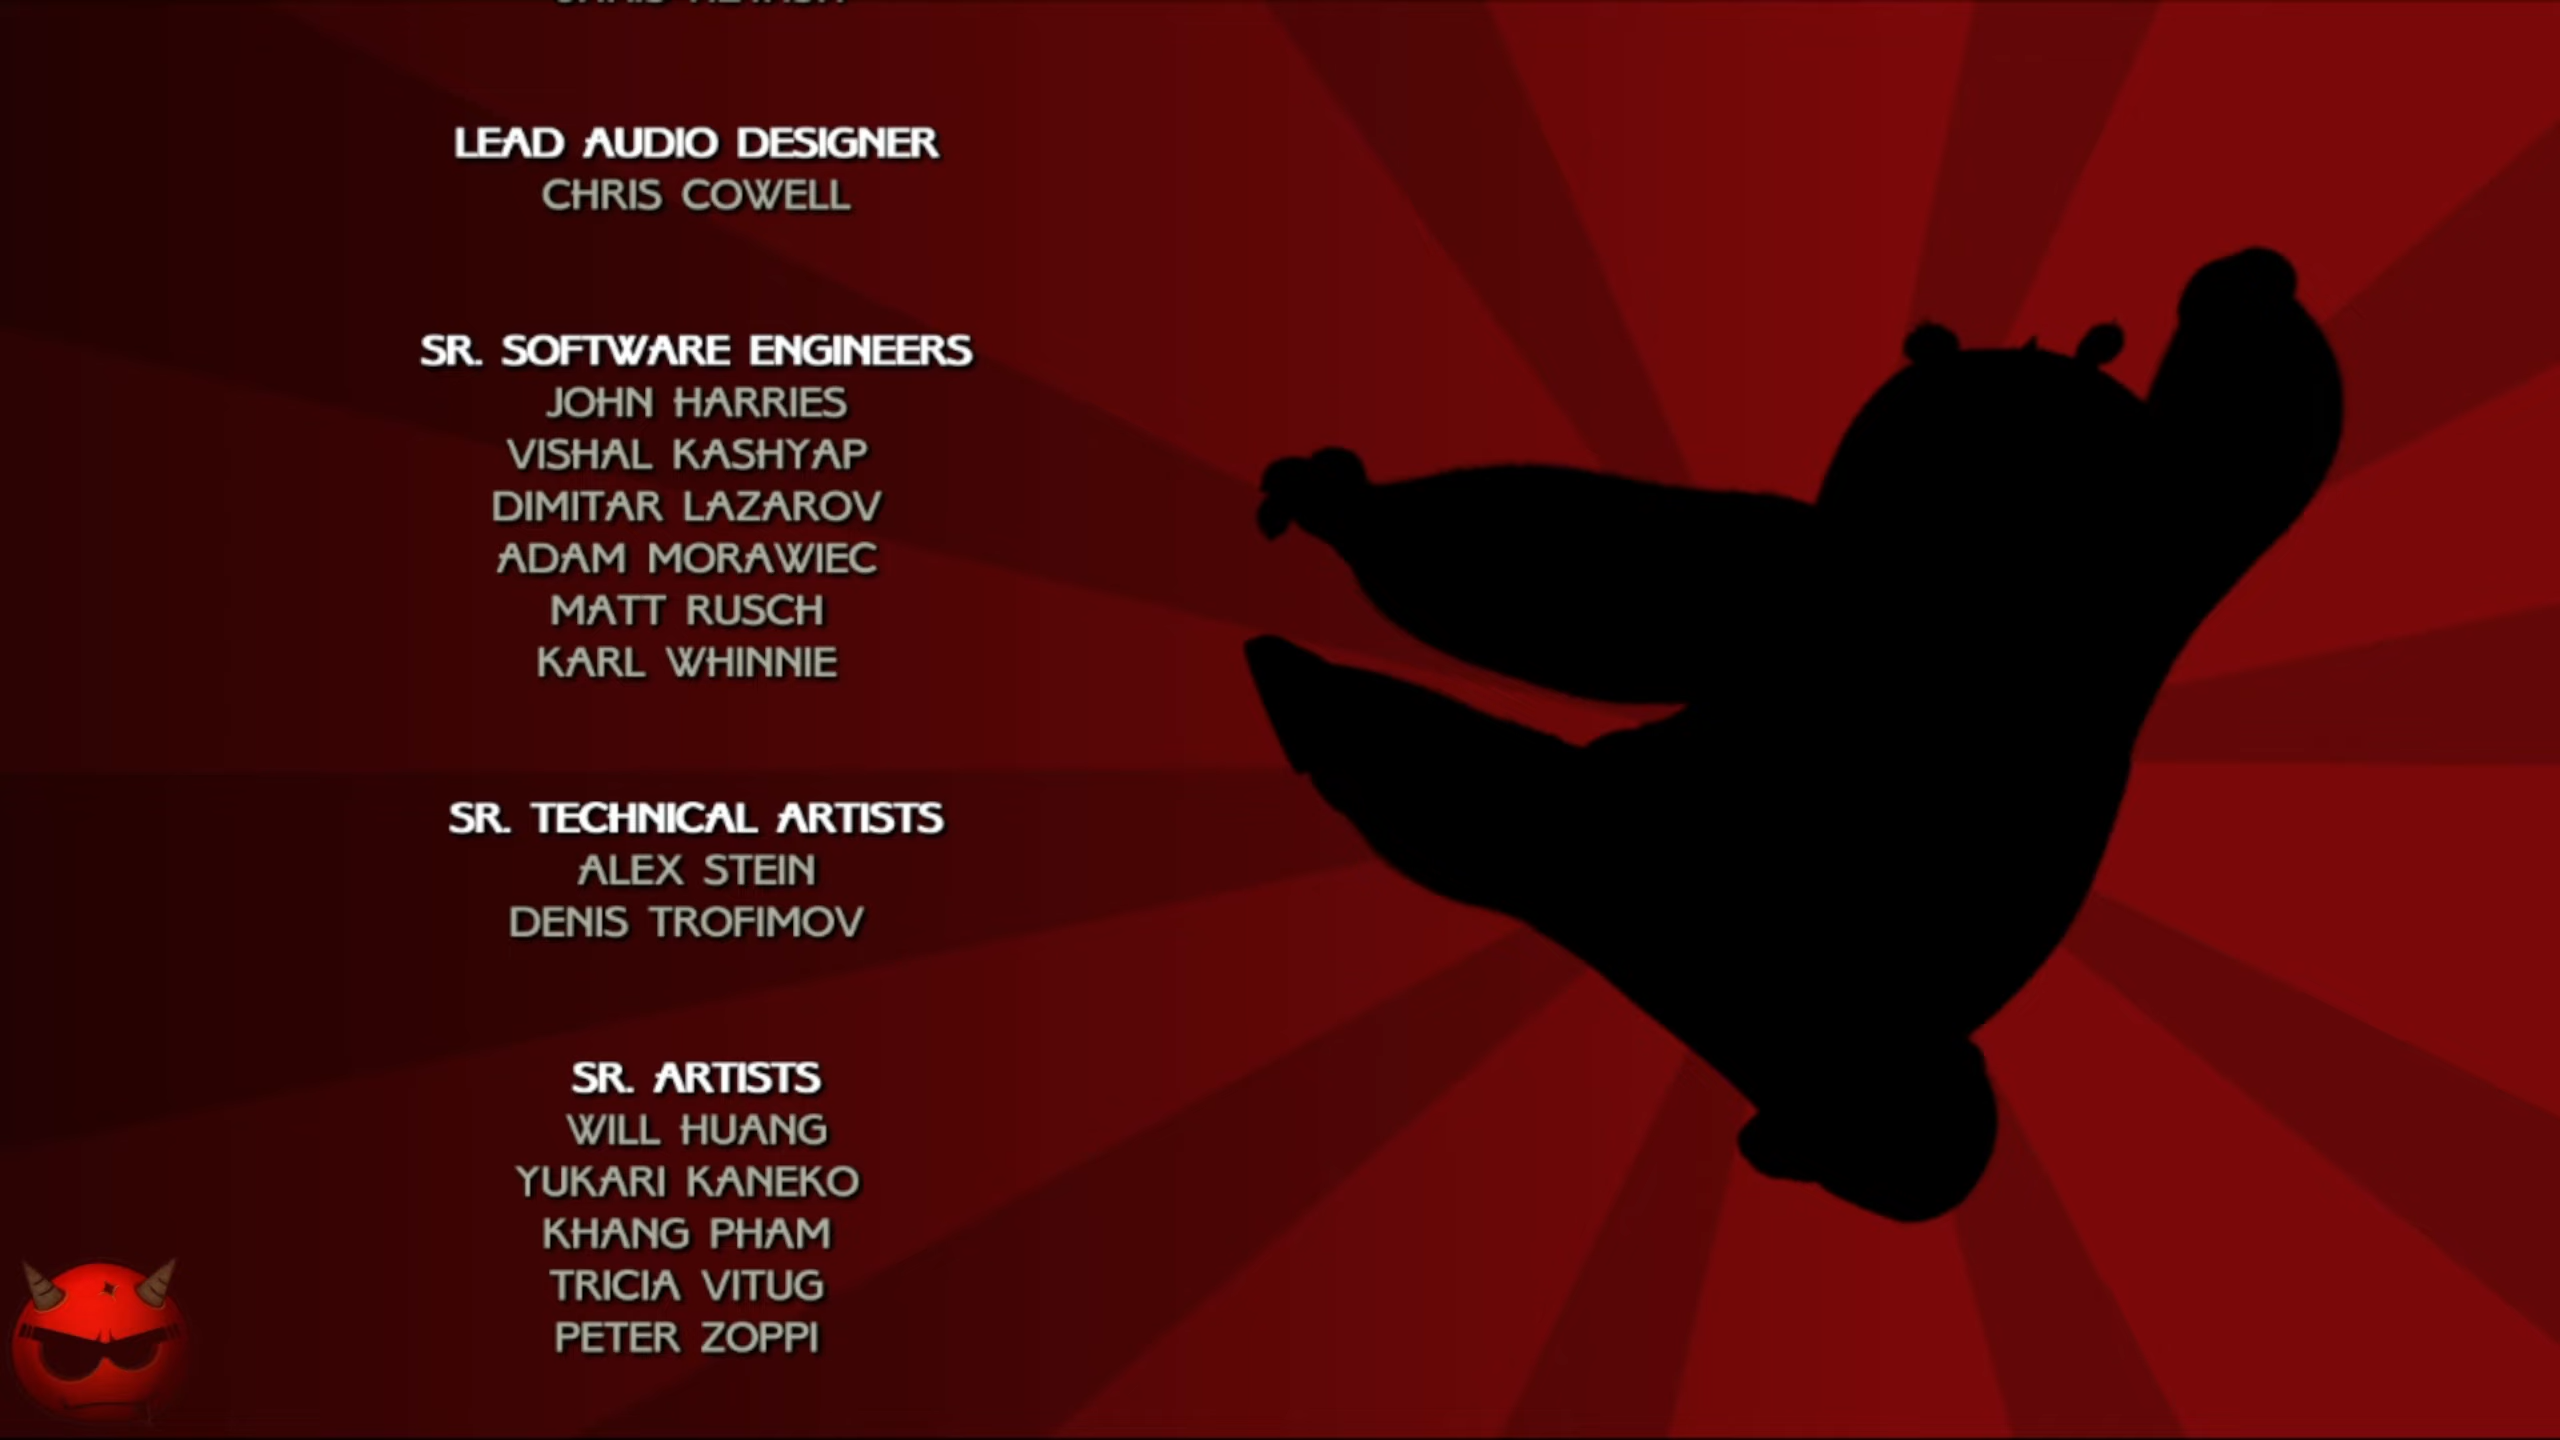 LEAD AUDIO DESIGNER
CHRIS COWELL
SR. SOFTWARE ENGINEERS
JOHN HARRIES
VISHAL KASHYAP
DIMITAR LAZAROV
ADAM MORAWIEC
MATT RUSCH
KARL WHINNIE
SR. TECHNICAL ARTISTS
ALEX STEIN
DENIS TROFIMOV
SR. ARTISTS
WILL HUANG
YUKARI KANEKO
KHANG PHAM
TRICIA VITUG
PETER ZOPPI